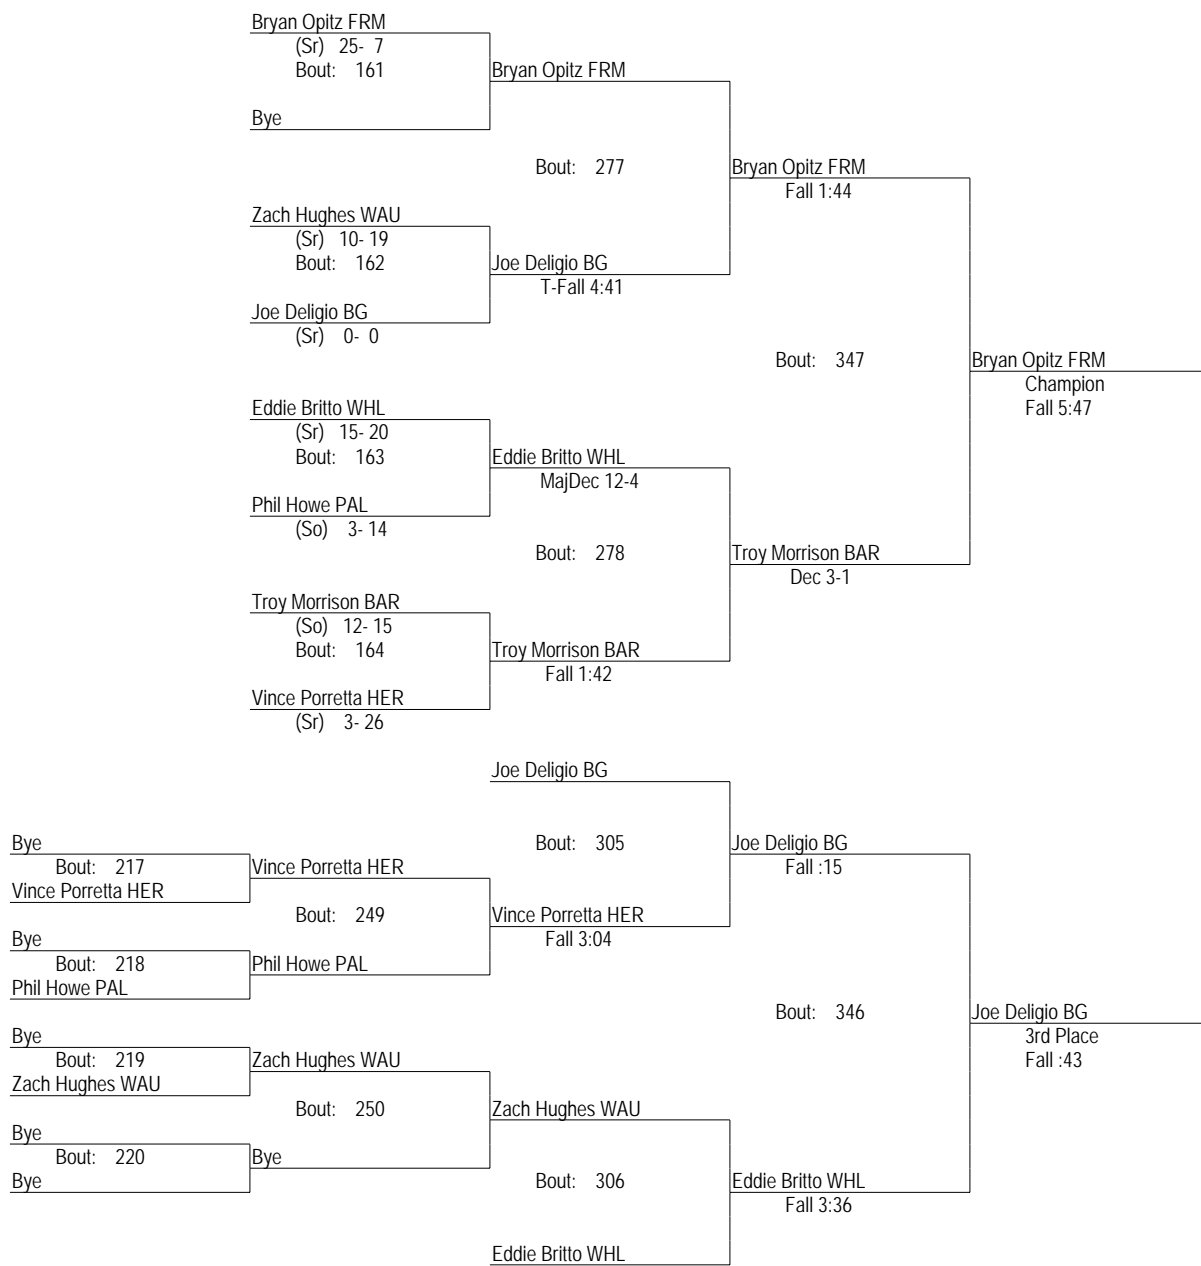 Bryan Opitz FRM
(Sr) 25- 7
Bout: 161
Bryan Opitz FRM
Bye
Bout: 277
Bryan Opitz FRM
Fall 1:44
Zach Hughes WAU
(Sr) 10- 19
Bout: 162
Joe Deligio BG
T-Fall 4:41
Joe Deligio BG
(Sr) 0- 0
Bout: 347
Bryan Opitz FRM
Champion
Fall 5:47
Eddie Britto WHL
(Sr) 15- 20
Bout: 163
Eddie Britto WHL
MajDec 12-4
Phil Howe PAL
(So) 3- 14
Bout: 278
Troy Morrison BAR
Dec 3-1
Troy Morrison BAR
(So) 12- 15
Bout: 164
Troy Morrison BAR
Fall 1:42
Vince Porretta HER
(Sr) 3- 26
Joe Deligio BG
Bout: 305
Joe Deligio BG
Fall :15
Bye
Bout: 217
Vince Porretta HER
Vince Porretta HER
Bout: 249
Vince Porretta HER
Fall 3:04
Bye
Bout: 218
Phil Howe PAL
Phil Howe PAL
Bout: 346
Joe Deligio BG
3rd Place
Fall :43
Bye
Bout: 219
Zach Hughes WAU
Zach Hughes WAU
Bout: 250
Zach Hughes WAU
Bye
Bout: 220
Bye
Bye
Bout: 306
Eddie Britto WHL
Fall 3:36
Eddie Britto WHL